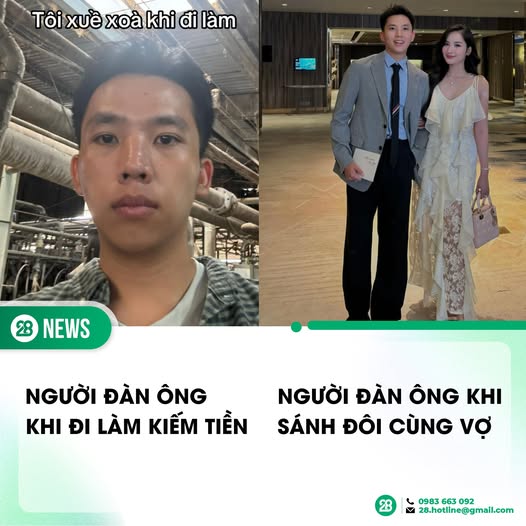 Tôi xuề xoà khi đi làm
28 NEWS
NGƯỜI ĐÀN ÔNG
KHI ĐI LÀM KIẾM TIỀN
NGƯỜI ĐÀN ÔNG KHI
SÁNH ĐÔI CÙNG VỢ
28
0983 663 092
28.hotline@gmail.com